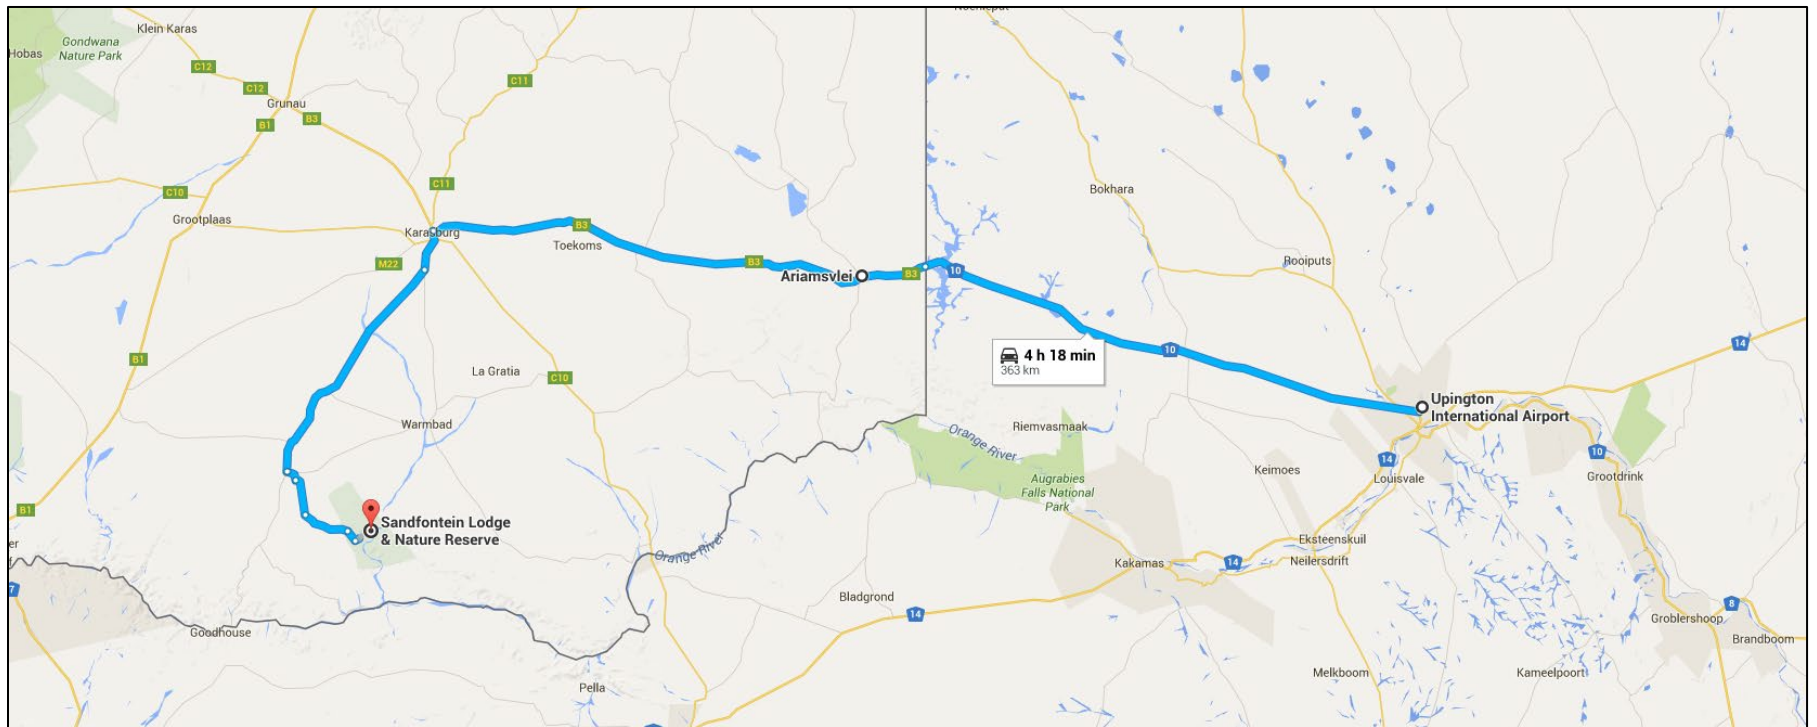 Noenieput
Klein Karas
Gondwana
Nature Park
Hobas
C12
C11
C12
Grunau
B1
B3
C11
C10
Bokhara
Grootplaas
Karasburg
B3
Toekoms
M22
B3
Ariamsvlei
B3
10
Rooiputs
4 h 18 min
363 km
10
14
B1
La Gratia
C10
Upington
International Airport
Warmbad
Orange River
Riemvasmaak
14
10
Keimoes
Louisvale
Grootdrink
Augrabies
Falls National
Park
B1
Sandfontein Lodge
& Nature Reserve
er
Orange River
Eksteenskuil
Kakamas
14
Neilersdrift
7
Bladgrond
14
8
Groblershoop
Goodhouse
Brandboom
Melkboom
Kameelpoort
Pella